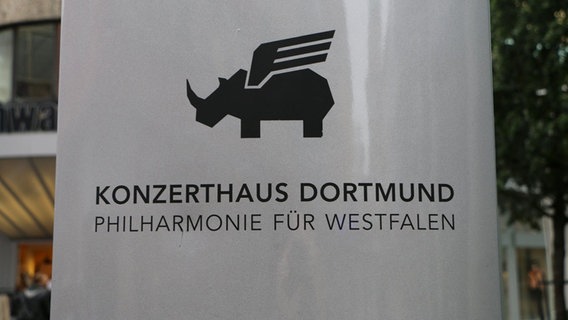 KONZERTHAUS DORTMUND
PHILHARMONIE FÜR WESTFALEN